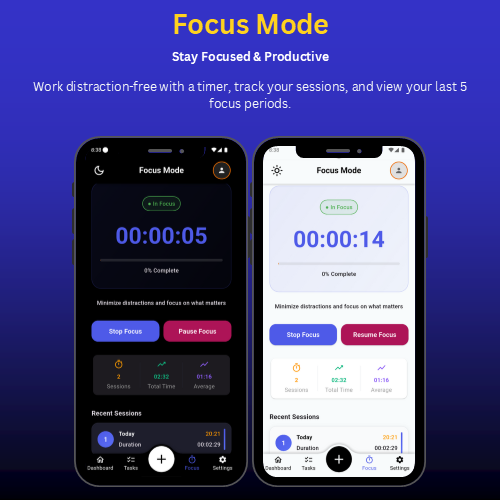 Focus Mode
Stay Focused & Productive
Work distraction-free with a timer, track your sessions, and view your last 5
focus periods.
8:38
Focus Mode
In Focus
00:00:05
0% Complete
Minimize distractions and focus on what matters
Stop Focus
Pause Focus
2
02:32
01:16
Sessions
Total Time
Average
Recent Sessions
1
Today
20:21
Duration
00:02:29
Dashboard
Tasks
Focus
Settings
8:38
Focus Mode
In Focus
00:00:14
0% Complete
Minimize distractions and focus on what matters
Stop Focus
Resume Focus
2
02:32
01:16
Sessions
Total Time
Average
Recent Sessions
1
Today
20:21
Duration
00:02:29
Dashboard
Tasks
Focus
Settings